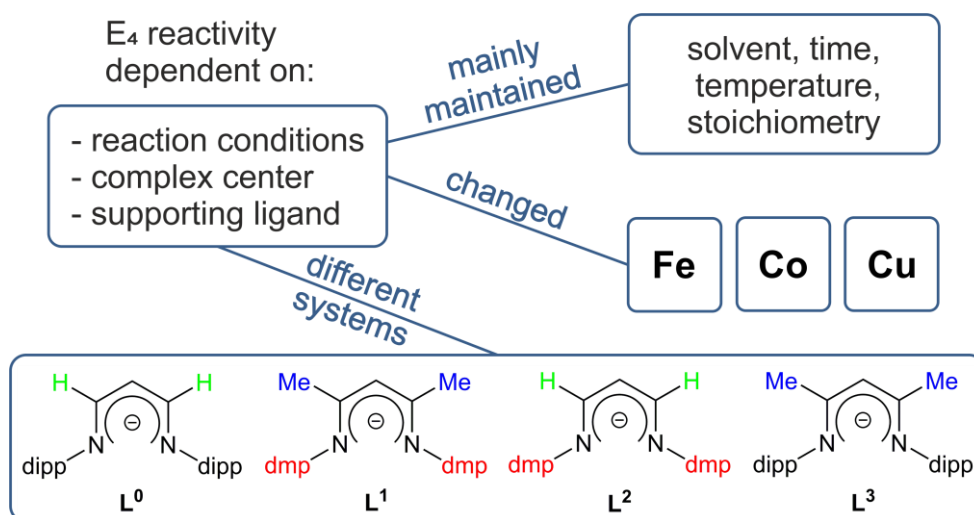 E₄ reactivity
dependent on:
- reaction conditions
- complex center
- supporting ligand
mainly
maintained
solvent, time,
temperature,
stoichiometry
changed
Fe Co Cu
different
systems
H H Me Me H H Me Me
⊖ ⊖ ⊖ ⊖
N N N N N N N N
dipp dipp dmp dmp dmp dmp dipp dipp
L⁰ L¹ L² L³